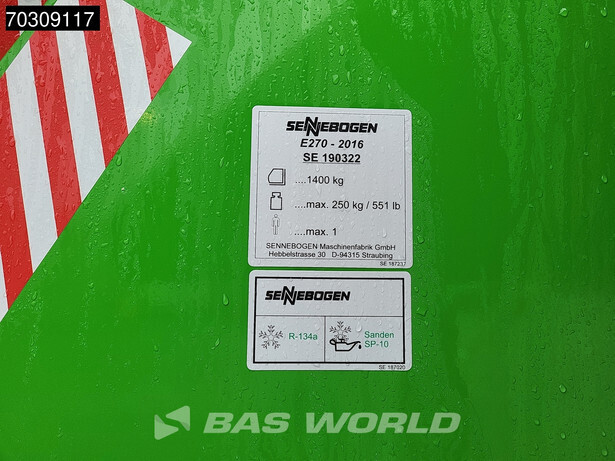 70309117
SENNEBOGEN
E270 - 2016
SE 190322
....1400 kg
....max. 250 kg / 551 lb
....max. 1
SENNEBOGEN Maschinenfabrik GmbH
Hebbelstrasse 30 D-94315 Straubing
SE 187237
SENNEBOGEN
R-134a
Sanden
SP-10
SE 187020
BAS WORLD